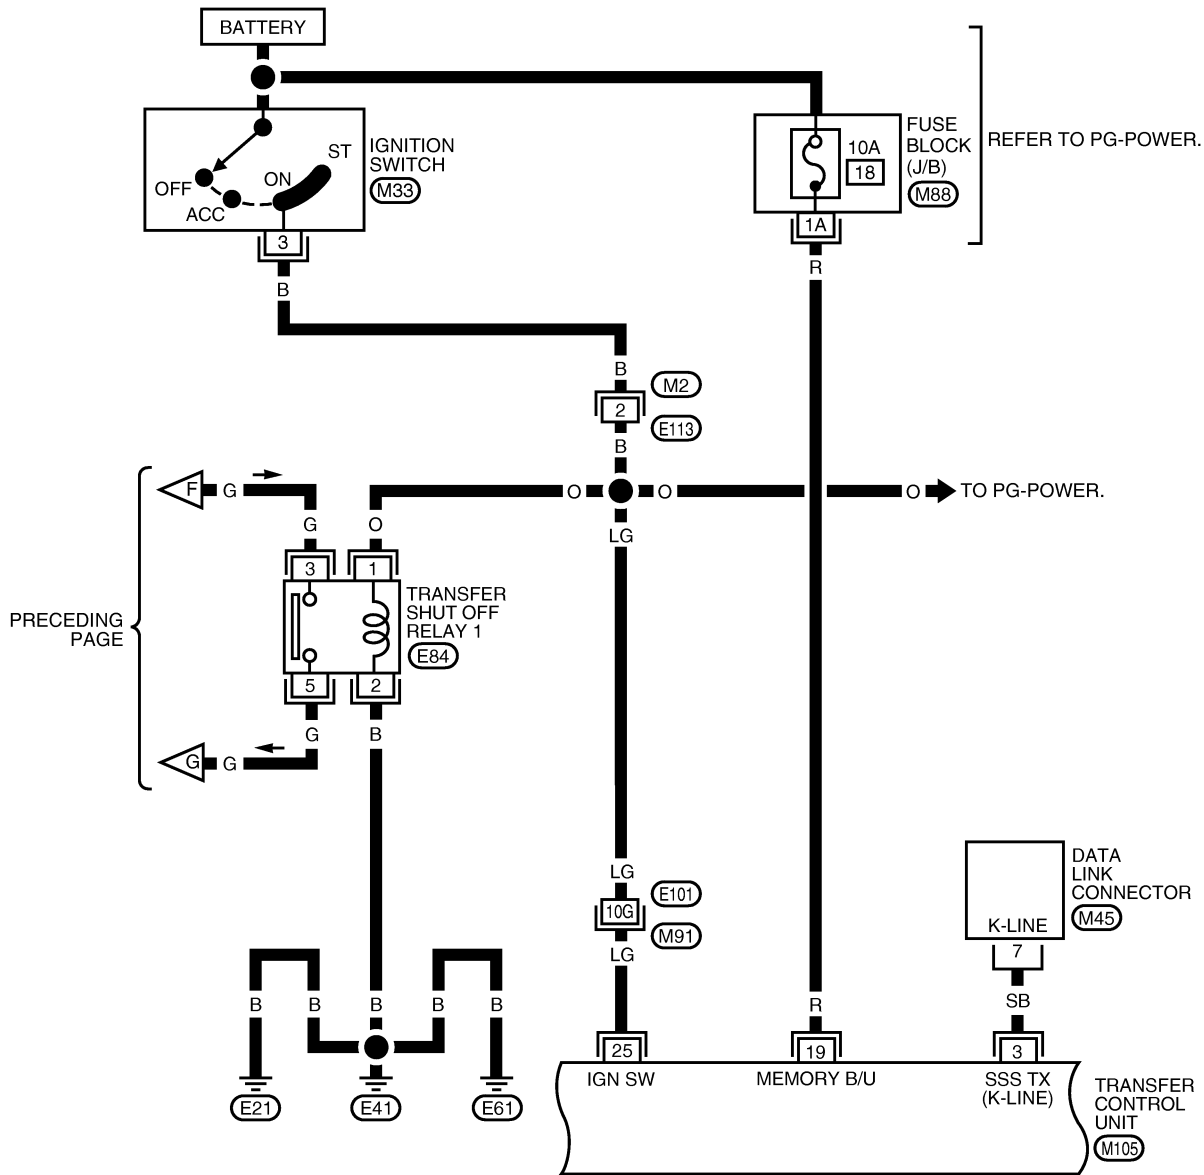 BATTERY
REFER TO PG-POWER.
FUSE
BLOCK
(J/B)
M88
10A
18
1A
R
IGNITION
SWITCH
M33
OFF
ACC
ON
ST
3
B
B
M2
2
E113
B
F
G
G
O
O
O
O
TO PG-POWER.
LG
3
1
TRANSFER
SHUT OFF
RELAY 1
E84
PRECEDING
PAGE
5
2
G
B
G
G
LG
E101
10G
M91
LG
DATA
LINK
CONNECTOR
M45
K-LINE
7
SB
B
B
B
B
B
R
25
19
3
IGN SW
MEMORY B/U
SSS TX
(K-LINE)
E21
E41
E61
TRANSFER
CONTROL
UNIT
M105